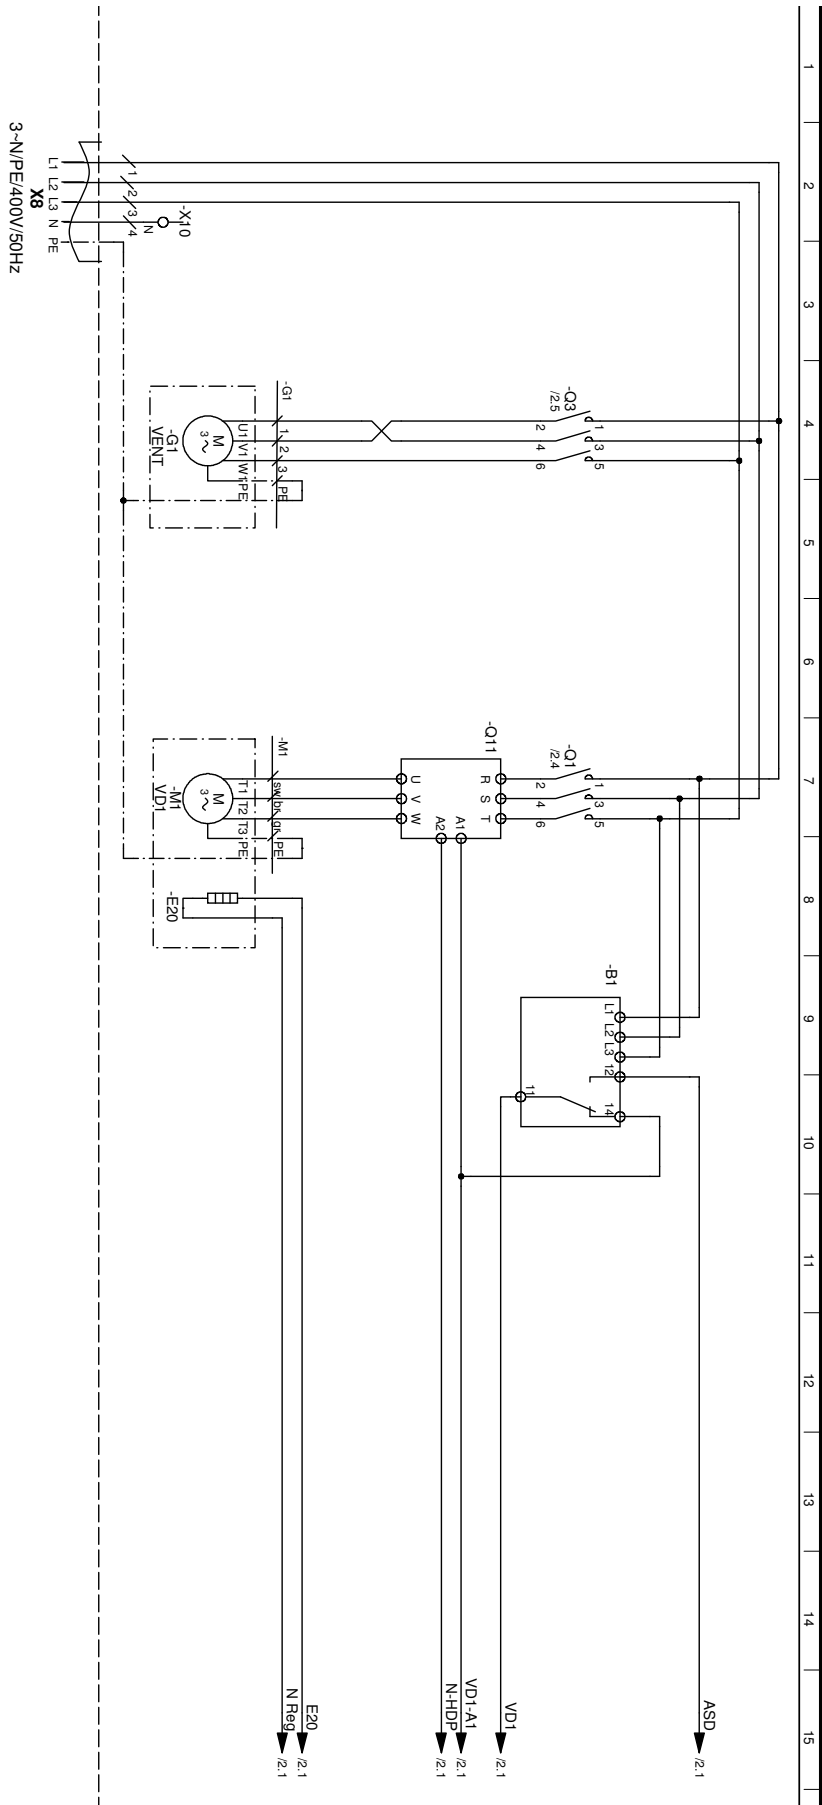 1
2
3
4
5
6
7
8
9
10
11
12
13
14
15
3~N/PE/400V/50Hz
X8
L1
L2
L3
N
PE
1
2
3
4
N
-X10
-Q3
/2.5
1
3
5
2
4
6
-G1
1
2
3
PE
U1
V1
W1
PE
M
3~
-G1
VENT
-Q1
/2.4
1
3
5
2
4
6
-Q11
R
S
T
U
V
W
A1
A2
-M1
sw
br
gr
PE
T1
T2
T3
PE
M
3~
-M1
VD1
-E20
-B1
L1
L2
L3
12
14
11
ASD
/2.1
VD1
/2.1
VD1-A1
/2.1
N-HDP
/2.1
E20
/2.1
N Reg
/2.1